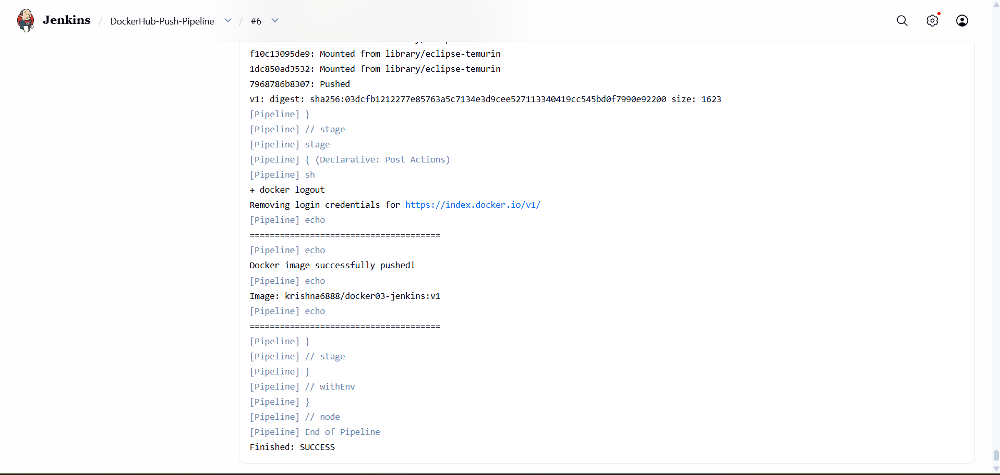 Jenkins / DockerHub-Push-Pipeline / #6
f10c13095de9: Mounted from library/eclipse-temurin
1dc850ad3532: Mounted from library/eclipse-temurin
7968786b8307: Pushed
v1: digest: sha256:03dcfb1212277e85763a5c7134e3d9cee527113340419cc545bd0f7990e92200 size: 1623
[Pipeline] }
[Pipeline] // stage
[Pipeline] stage
[Pipeline] { (Declarative: Post Actions)
[Pipeline] sh
+ docker logout
Removing login credentials for https://index.docker.io/v1/
[Pipeline] echo
======================================
[Pipeline] echo
Docker image successfully pushed!
[Pipeline] echo
Image: krishna6888/docker03-jenkins:v1
[Pipeline] echo
======================================
[Pipeline] }
[Pipeline] // stage
[Pipeline] }
[Pipeline] // withEnv
[Pipeline] }
[Pipeline] // node
[Pipeline] End of Pipeline
Finished: SUCCESS